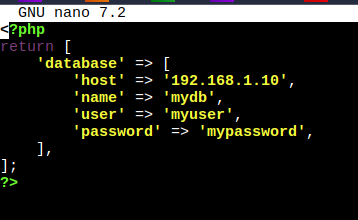 GNU nano 7.2
<?php
return [
    'database' => [
        'host' => '192.168.1.10',
        'name' => 'mydb',
        'user' => 'myuser',
        'password' => 'mypassword',
    ],
];
?>